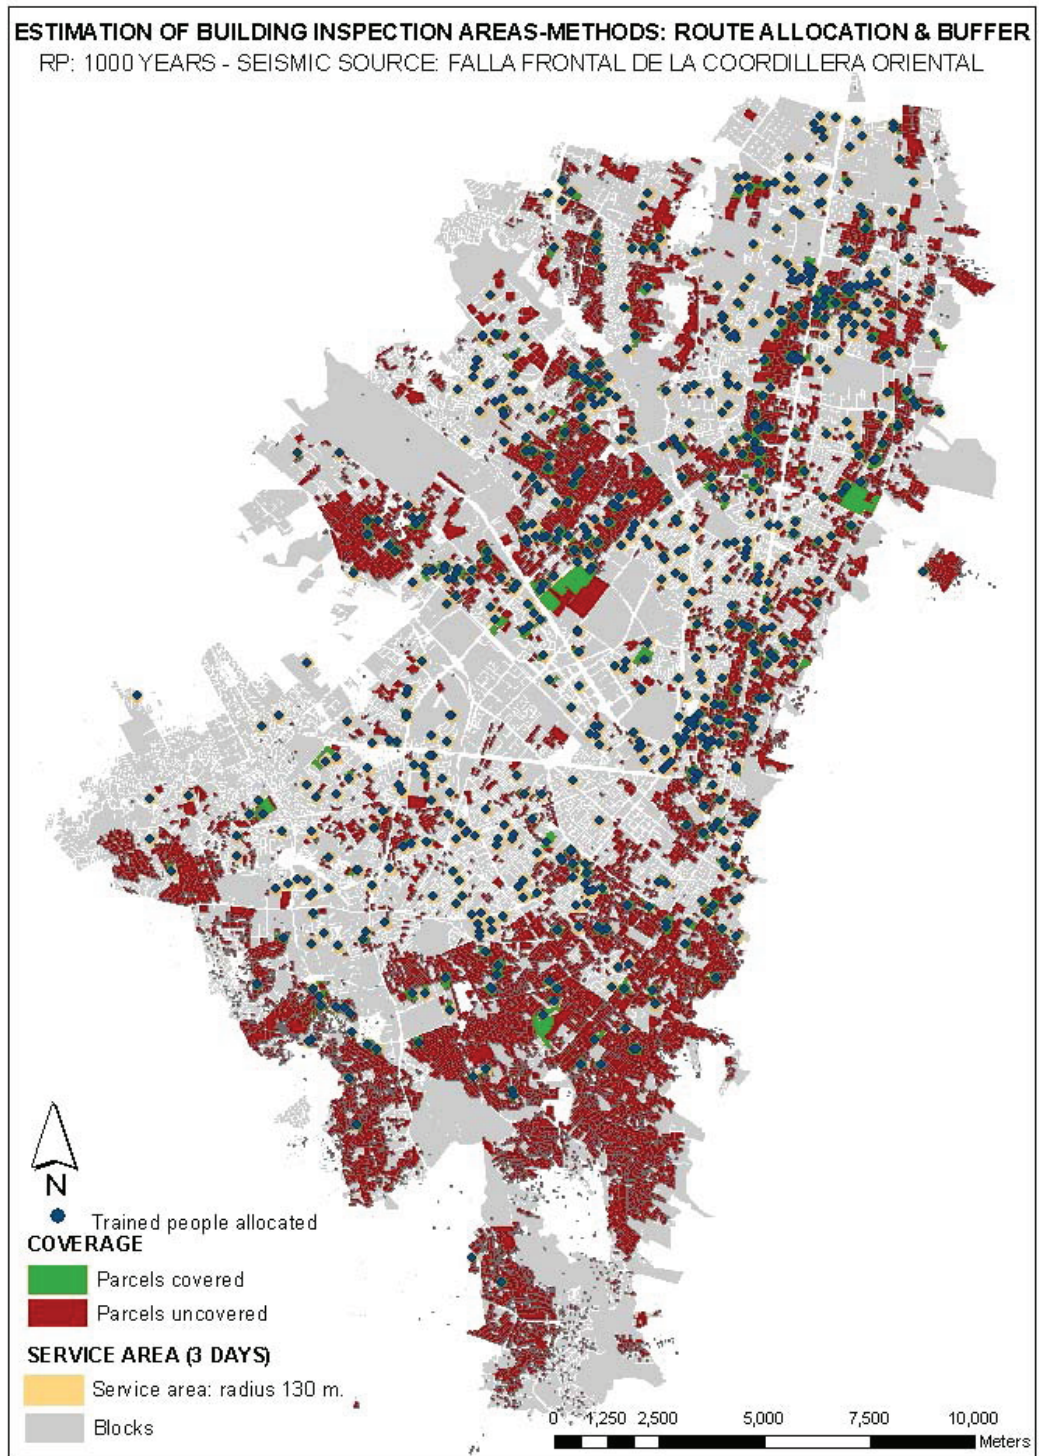 ESTIMATION OF BUILDING INSPECTION AREAS-METHODS: ROUTE ALLOCATION & BUFFER
RP: 1000 YEARS - SEISMIC SOURCE: FALLA FRONTAL DE LA COORDILLERA ORIENTAL
N
Trained people allocated
COVERAGE
Parcels covered
Parcels uncovered
SERVICE AREA (3 DAYS)
Service area: radius 130 m.
Blocks
0 1,250 2,500 5,000 7,500 10,000
Meters